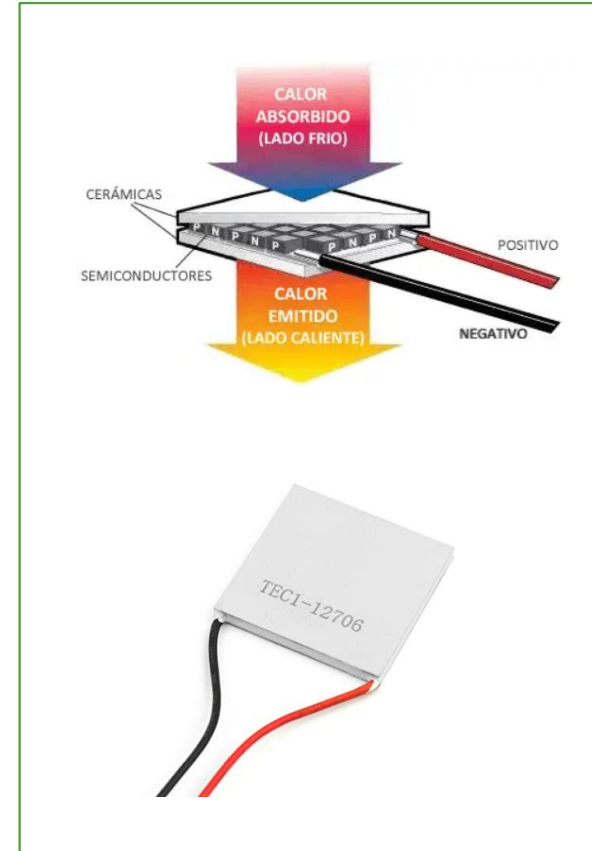 CALOR
ABSORBIDO
(LADO FRIO)
CERÁMICAS
P N P N P P N P N
SEMICONDUCTORES
POSITIVO
CALOR
EMITIDO
(LADO CALIENTE)
NEGATIVO
TEC1-12706